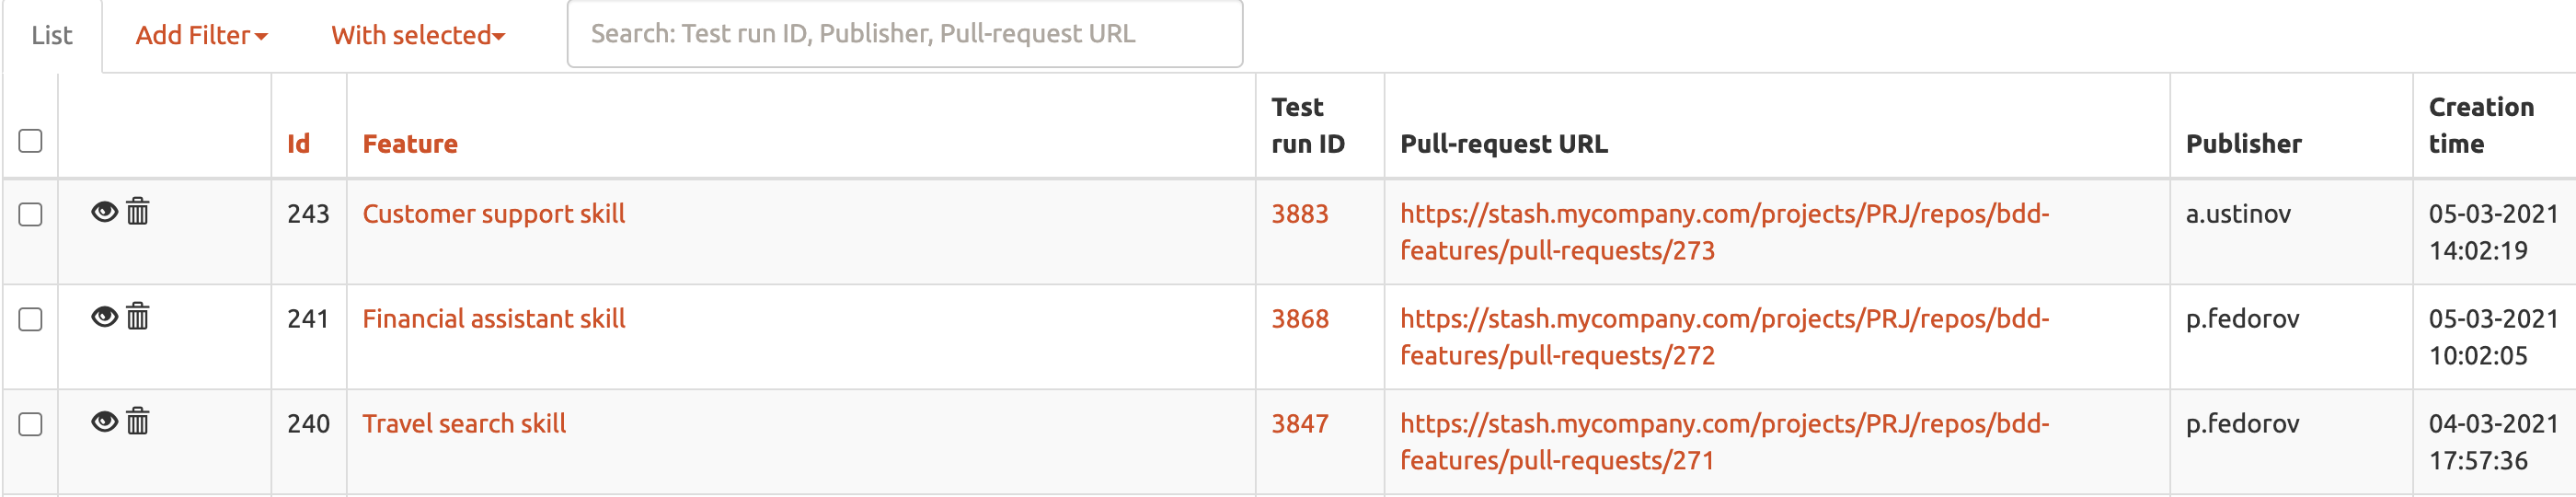 List
Add Filter
With selected
Search: Test run ID, Publisher, Pull-request URL
Id
Feature
Test
run ID
Pull-request URL
Publisher
Creation
time
243
Customer support skill
3883
https://stash.mycompany.com/projects/PRJ/repos/bdd-
features/pull-requests/273
a.ustinov
05-03-2021
14:02:19
241
Financial assistant skill
3868
https://stash.mycompany.com/projects/PRJ/repos/bdd-
features/pull-requests/272
p.fedorov
05-03-2021
10:02:05
240
Travel search skill
3847
https://stash.mycompany.com/projects/PRJ/repos/bdd-
features/pull-requests/271
p.fedorov
04-03-2021
17:57:36